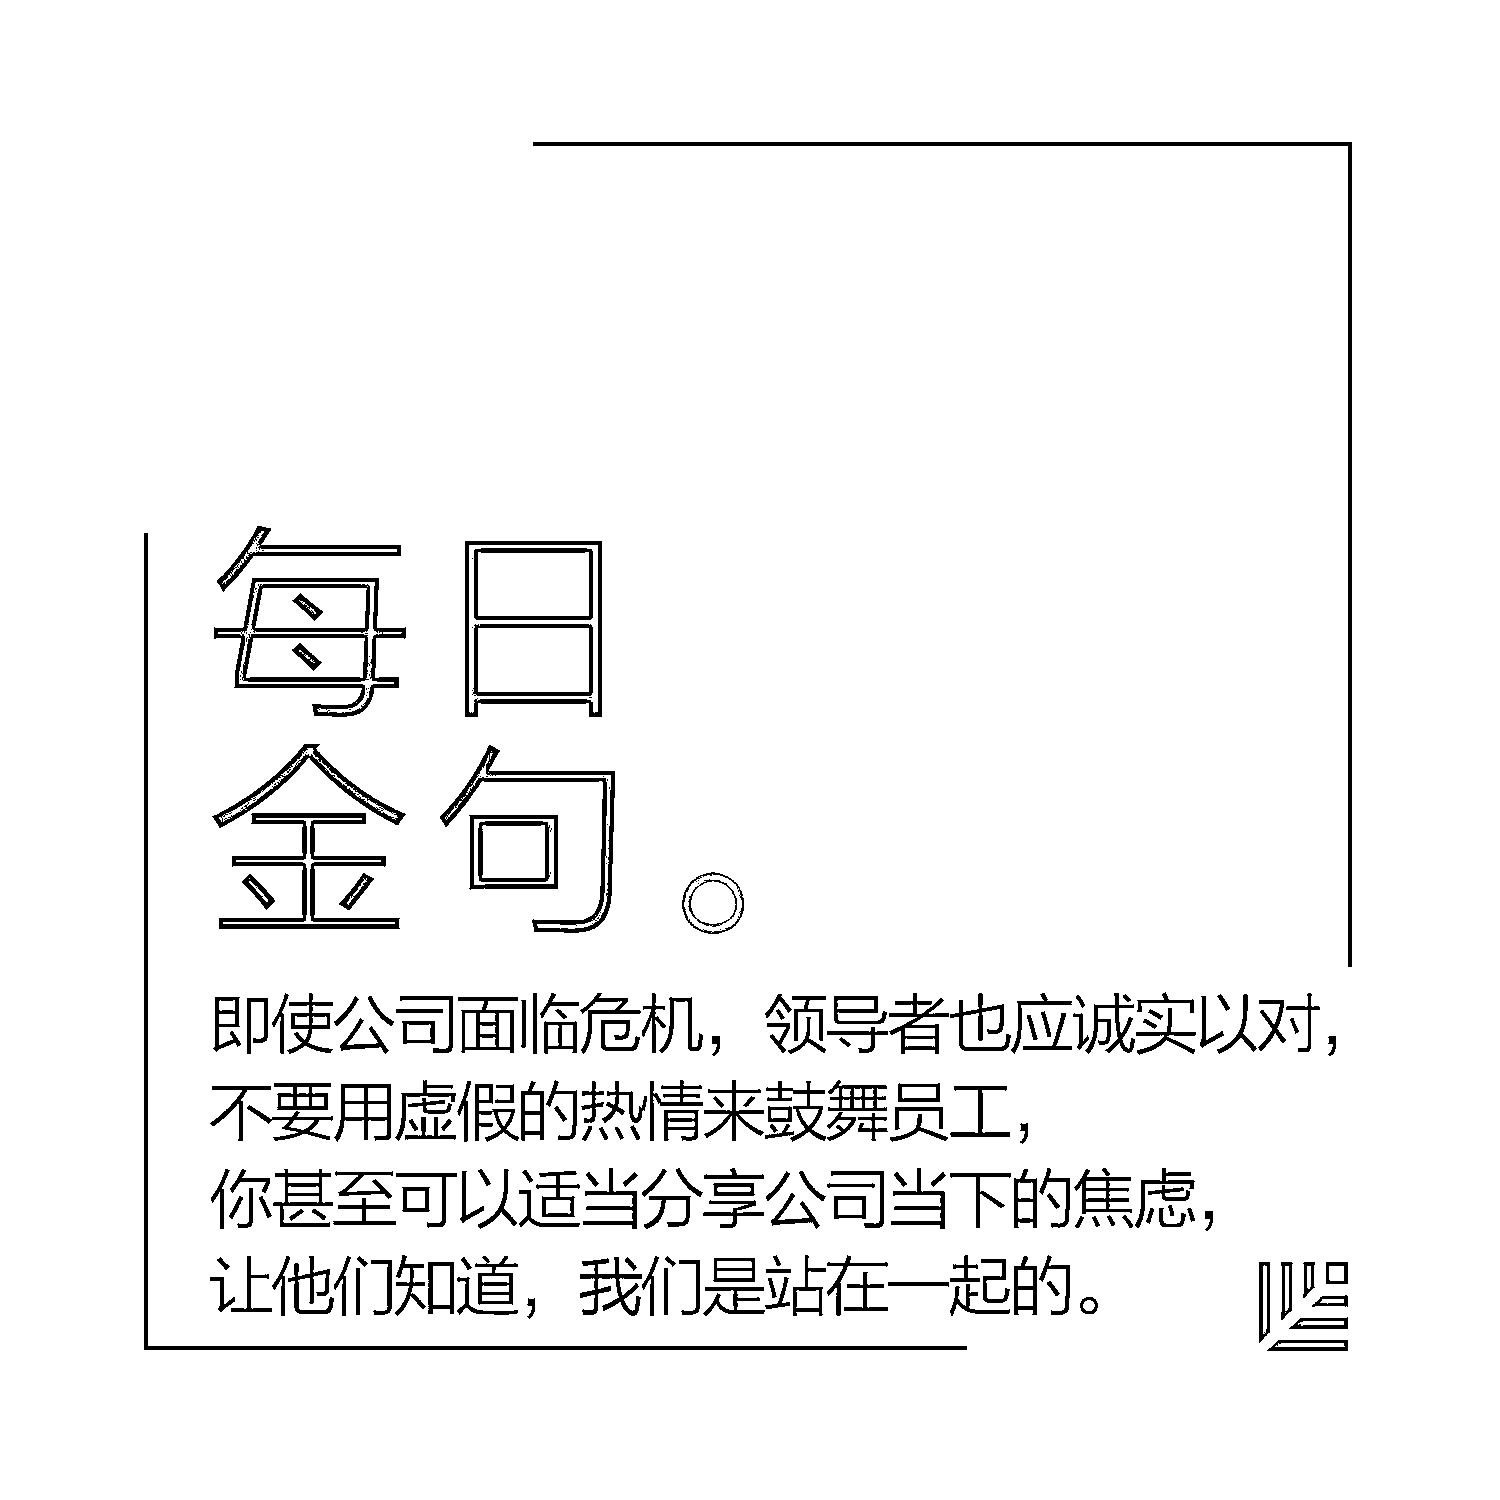 每日
金句。
即使公司面临危机，领导者也应诚实以对，
不要用虚假的热情来鼓舞员工，
你甚至可以适当分享公司当下的焦虑，
让他们知道，我们是站在一起的。